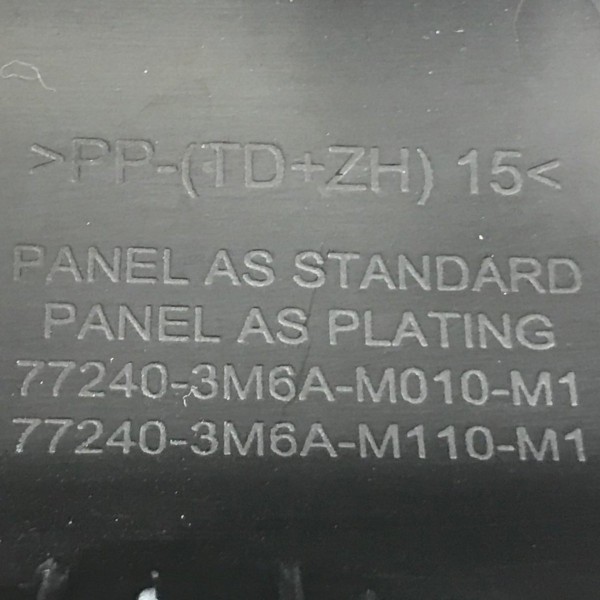 >PP-(TD+ZH) 15<
PANEL AS STANDARD
PANEL AS PLATING
77240-3M6A-M010-M1
77240-3M6A-M110-M1